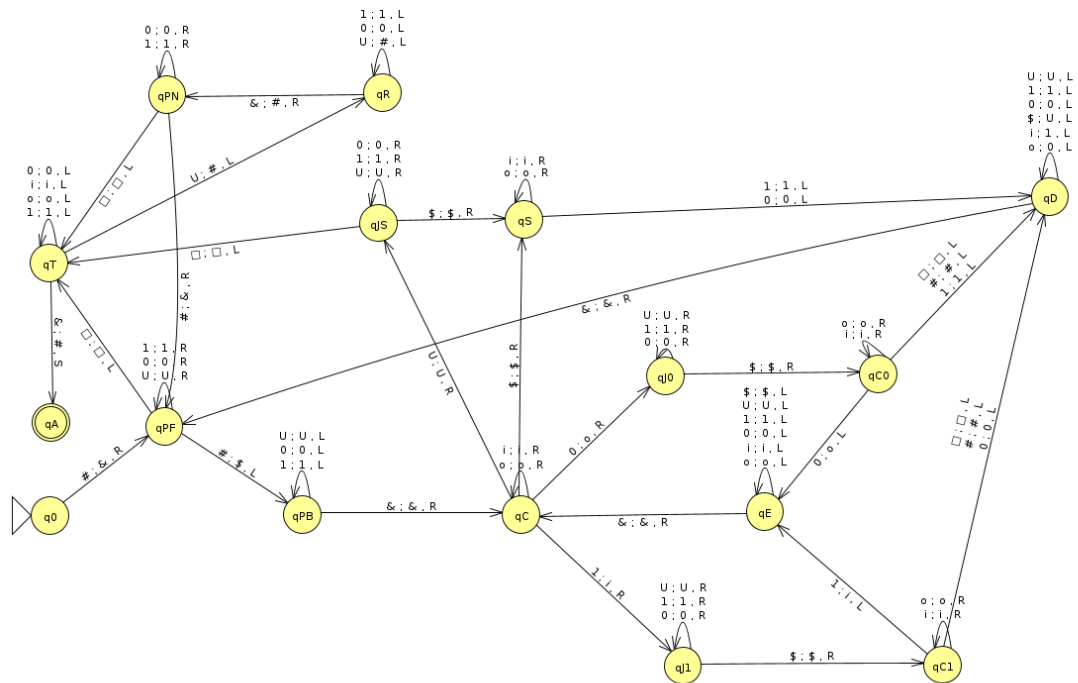 0 ; 0 , R
1 ; 1 , R
qPN
1 ; 1 , L
0 ; 0 , L
U ; # , L
qR
& ; # , R
□ ; □ , L
U ; # , L
0 ; 0 , L
i ; i , L
o ; o , L
1 ; 1 , L
qT
0 ; 0 , R
1 ; 1 , R
U ; U , R
qJS
$ ; $ , R
i ; i , R
o ; o , R
qS
1 ; 1 , L
0 ; 0 , L
U ; U , L
1 ; 1 , L
0 ; 0 , L
$ ; U , L
i ; 1 , L
o ; 0 , L
qD
□ ; □ , L
# ; & , R
& ; & , R
□ ; □ , L
# ; # , L
1 ; 1 , L
& ; # , S
□ ; □ , L
1 ; 1 , R
0 ; 0 , R
U ; U , R
qPF
qA
U ; U , R
$ ; $ , R
U ; U , R
1 ; 1 , R
0 ; 0 , R
qJ0
$ ; $ , R
o ; o , R
i ; i , R
qC0
# ; & , R
# ; $ , L
U ; U , L
0 ; 0 , L
1 ; 1 , L
qPB
& ; & , R
i ; i , R
o ; o , R
qC
0 ; o , R
$ ; $ , L
U ; U , L
1 ; 1 , L
0 ; 0 , L
i ; i , L
o ; o , L
qE
0 ; o , L
□ ; □ , L
# ; # , L
0 ; 0 , L
q0
& ; & , R
1 ; i , R
1 ; i , L
U ; U , R
1 ; 1 , R
0 ; 0 , R
qJ1
$ ; $ , R
o ; o , R
i ; i , R
qC1